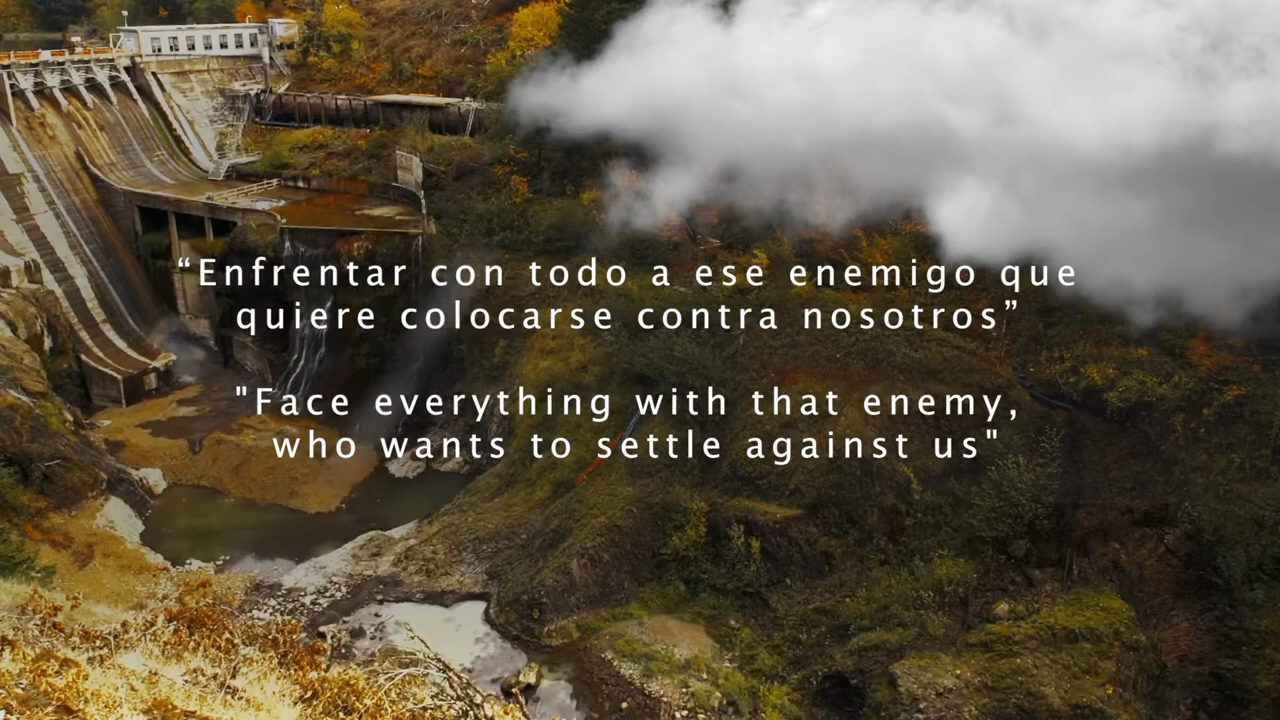 “Enfrentar con todo a ese enemigo que
quiere colocarse contra nosotros”
"Face everything with that enemy,
who wants to settle against us"